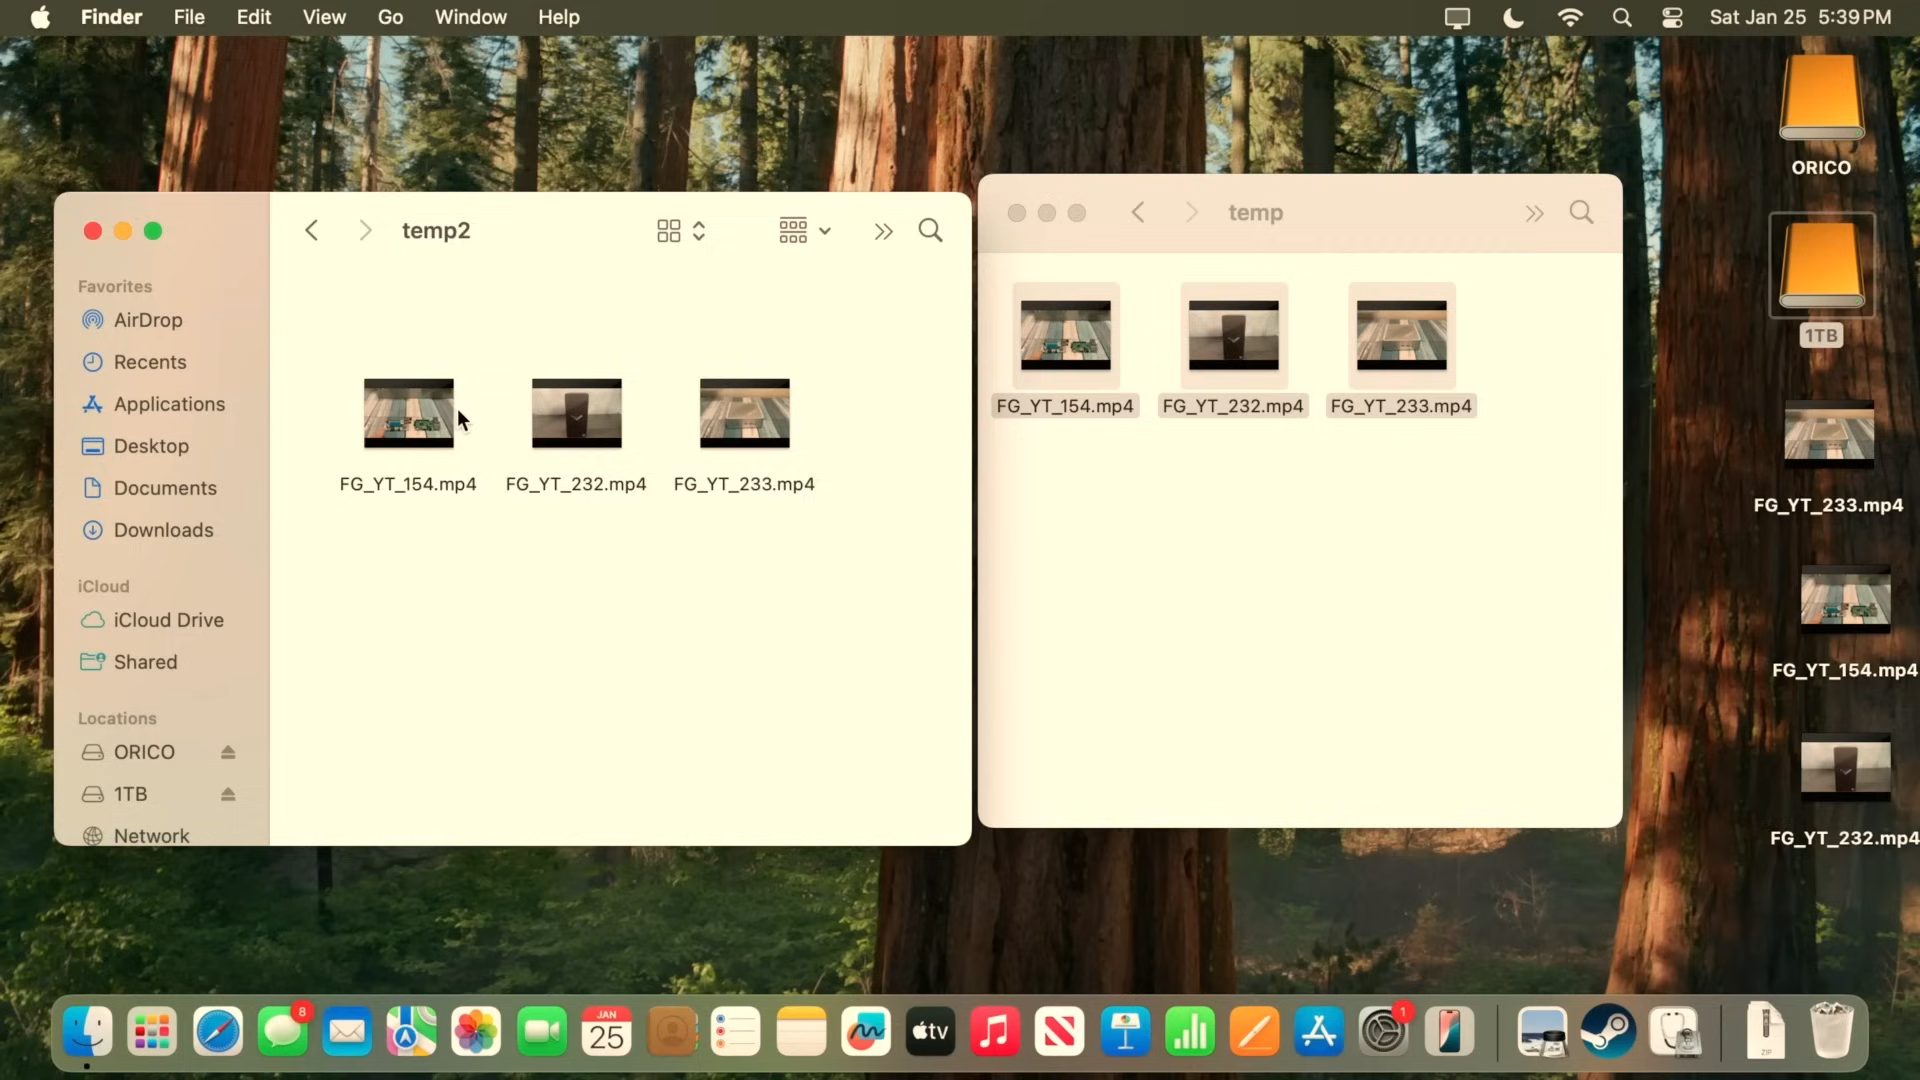 Finder File Edit View Go Window Help Sat Jan 25 5:39 PM
temp2
Favorites
AirDrop
Recents
Applications
Desktop
Documents
Downloads
iCloud
iCloud Drive
Shared
Locations
ORICO
1TB
Network
FG_YT_154.mp4 FG_YT_232.mp4 FG_YT_233.mp4
temp
FG_YT_154.mp4 FG_YT_232.mp4 FG_YT_233.mp4
ORICO
1TB
FG_YT_233.mp4
FG_YT_154.mp4
FG_YT_232.mp4
8
JAN
25
tv
1
ZIP